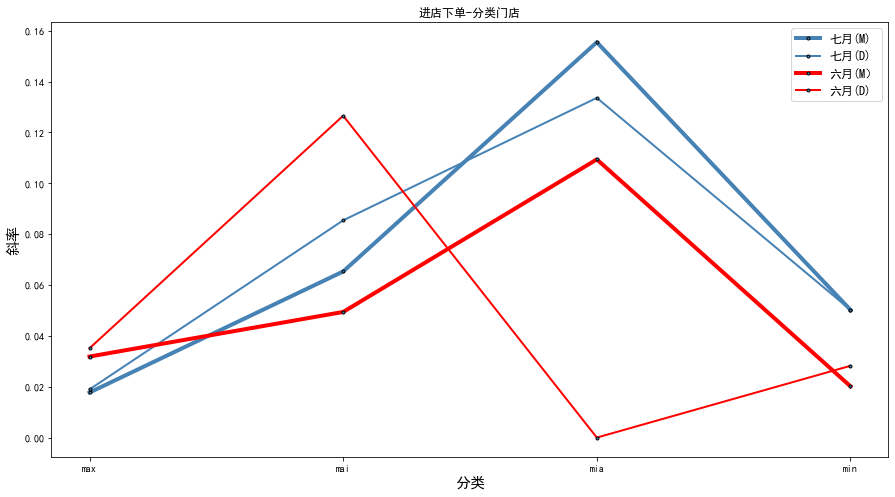 进店下单-分类门店
七月(M)
七月(D)
六月(M）
六月(D)
斜率
0.16
0.14
0.12
0.10
0.08
0.06
0.04
0.02
0.00
max
mai
mia
min
分类